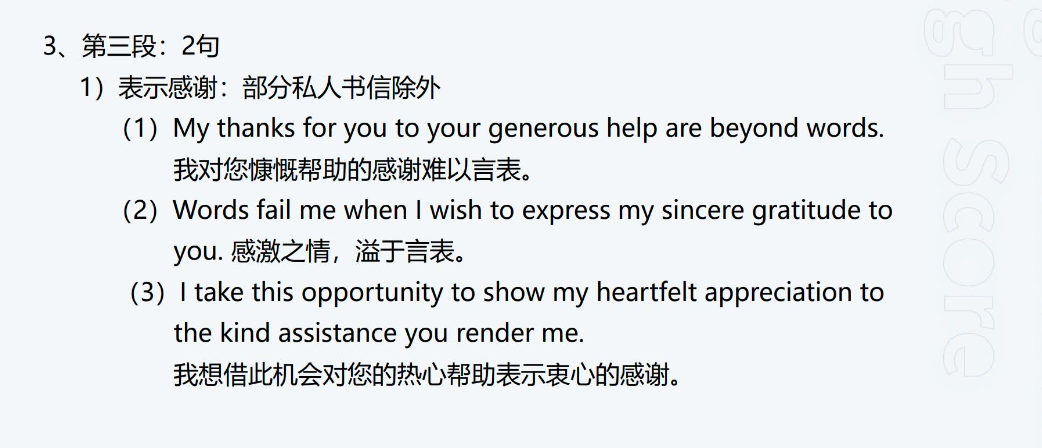 3、第三段：2句
1）表示感谢：部分私人书信除外
（1）My thanks for you to your generous help are beyond words.
我对您慷慨帮助的感谢难以言表。
（2）Words fail me when I wish to express my sincere gratitude to
you. 感激之情，溢于言表。
（3）I take this opportunity to show my heartfelt appreciation to
the kind assistance you render me.
我想借此机会对您的热心帮助表示衷心的感谢。
gh Score